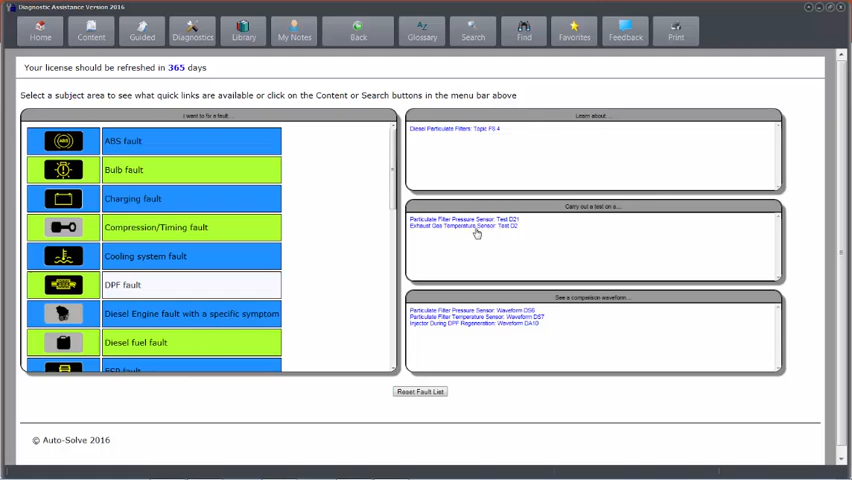 Diagnostic Assistance Version 2016
Home Content Guided Diagnostics Library My Notes Back Glossary Search Find Favorites Feedback Print
Your license should be refreshed in 365 days
Select a subject area to see what quick links are available or click on the Content or Search buttons in the menu bar above
I want to fix a fault...
ABS fault
Bulb fault
Charging fault
Compression/Timing fault
Cooling system fault
DPF fault
Diesel Engine fault with a specific symptom
Diesel fuel fault
ESP fault
Learn about ...
Diesel Particulate Filters: Topic FS 4
Carry out a test on a...
Particulate Filter Pressure Sensor: Test D21
Exhaust Gas Temperature Sensor: Test D2
See a comparison waveform...
Particulate Filter Pressure Sensor: Waveform DS6
Particulate Filter Temperature Sensor: Waveform DS7
Injector During DPF Regeneration: Waveform DA10
Reset Fault List
© Auto-Solve 2016